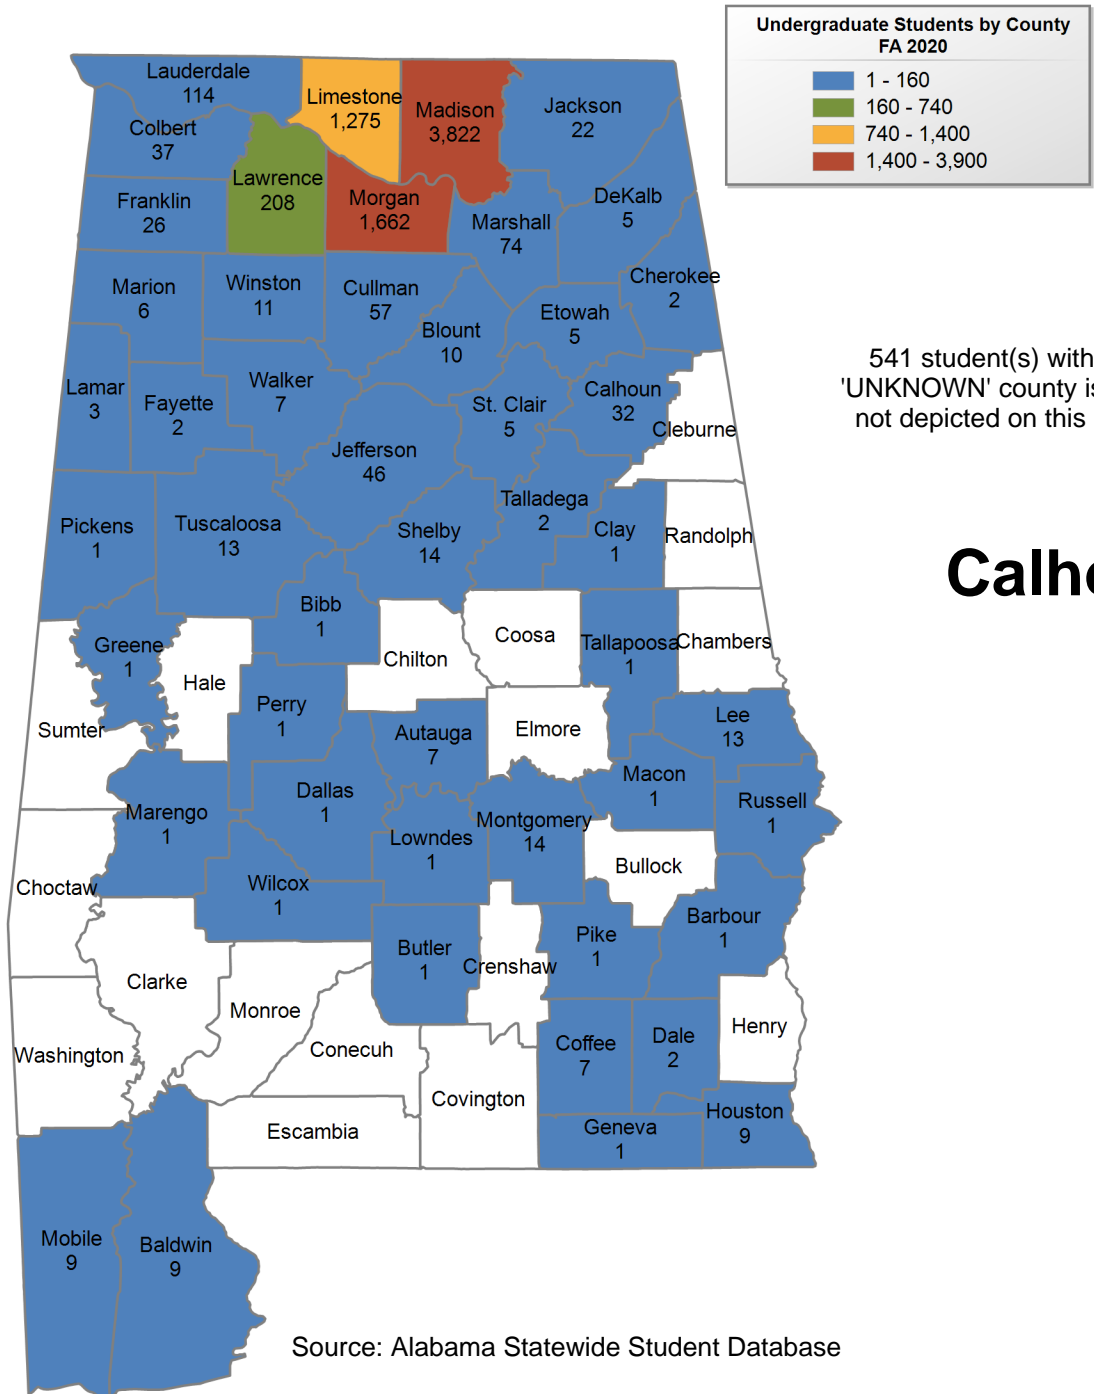 Undergraduate Students by County
FA 2020
1 - 160
160 - 740
740 - 1,400
1,400 - 3,900
Lauderdale
114
Limestone
1,275
Madison
3,822
Jackson
22
Colbert
37
Lawrence
208
Franklin
26
Morgan
1,662
Marshall
74
DeKalb
5
Marion
6
Winston
11
Cullman
57
Cherokee
2
Etowah
5
Blount
10
Lamar
3
Fayette
2
Walker
7
St. Clair
5
Calhoun
32
Cleburne
541 student(s) with
'UNKNOWN' county is
not depicted on this
Jefferson
46
Talladega
2
Pickens
1
Tuscaloosa
13
Shelby
14
Clay
1
Randolph
Calho
Bibb
1
Greene
1
Hale
Chilton
Coosa
Tallapoosa
1
Chambers
Sumter
Perry
1
Autauga
7
Elmore
Lee
13
Marengo
1
Dallas
1
Lowndes
1
Montgomery
14
Macon
1
Russell
1
Choctaw
Wilcox
1
Bullock
Barbour
1
Butler
1
Crenshaw
Pike
1
Clarke
Monroe
Washington
Conecuh
Coffee
7
Dale
2
Henry
Covington
Escambia
Geneva
1
Houston
9
Mobile
9
Baldwin
9
Source: Alabama Statewide Student Database